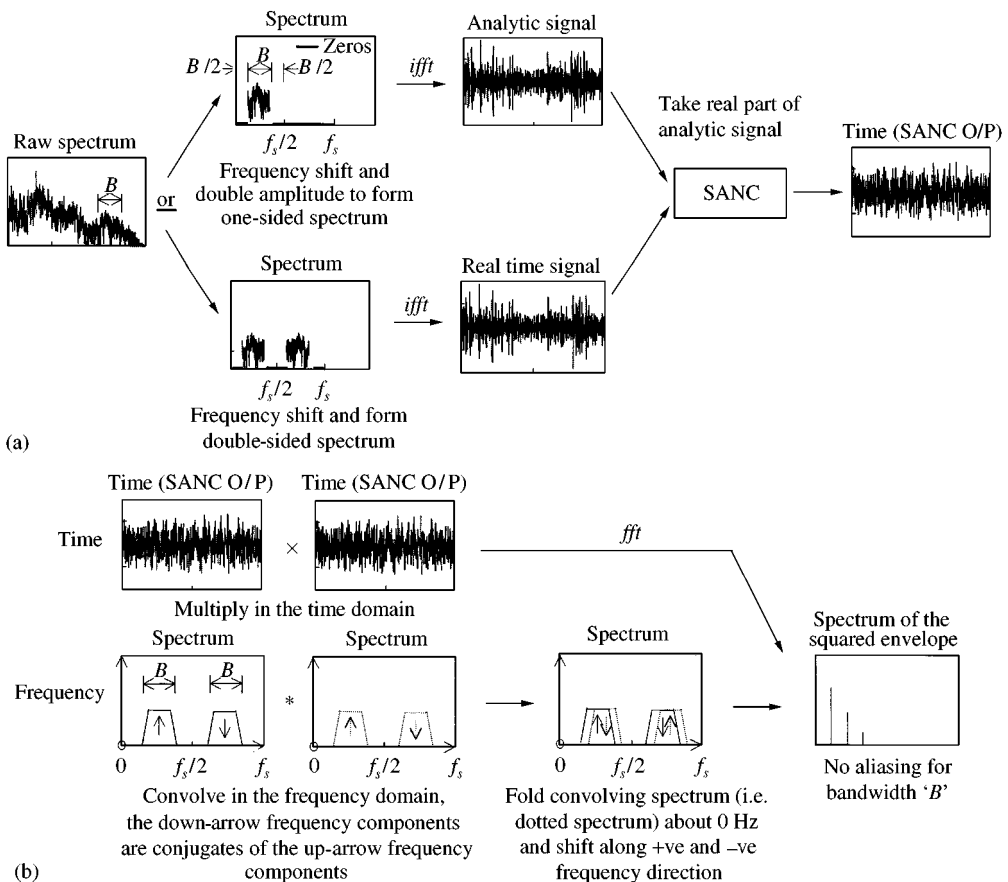 Spectrum
Zeros
B
B/2
B/2
f_s/2
f_s
Frequency shift and
double amplitude to form
one-sided spectrum
ifft
Analytic signal
Raw spectrum
B
or
Take real part of
analytic signal
SANC
Time (SANC O/P)
Spectrum
f_s/2
f_s
Frequency shift and form
double-sided spectrum
ifft
Real time signal
(a)
Time
Time (SANC O/P)
×
Time (SANC O/P)
Multiply in the time domain
fft
Frequency
Spectrum
B
B
0
f_s/2
f_s
*
Spectrum
0
f_s/2
f_s
Convolve in the frequency domain,
the down-arrow frequency components
are conjugates of the up-arrow frequency
components
Spectrum
0
f_s/2
f_s
Fold convolving spectrum (i.e.
dotted spectrum) about 0 Hz
and shift along +ve and –ve
frequency direction
Spectrum of the
squared envelope
No aliasing for
bandwidth ‘B’
(b)